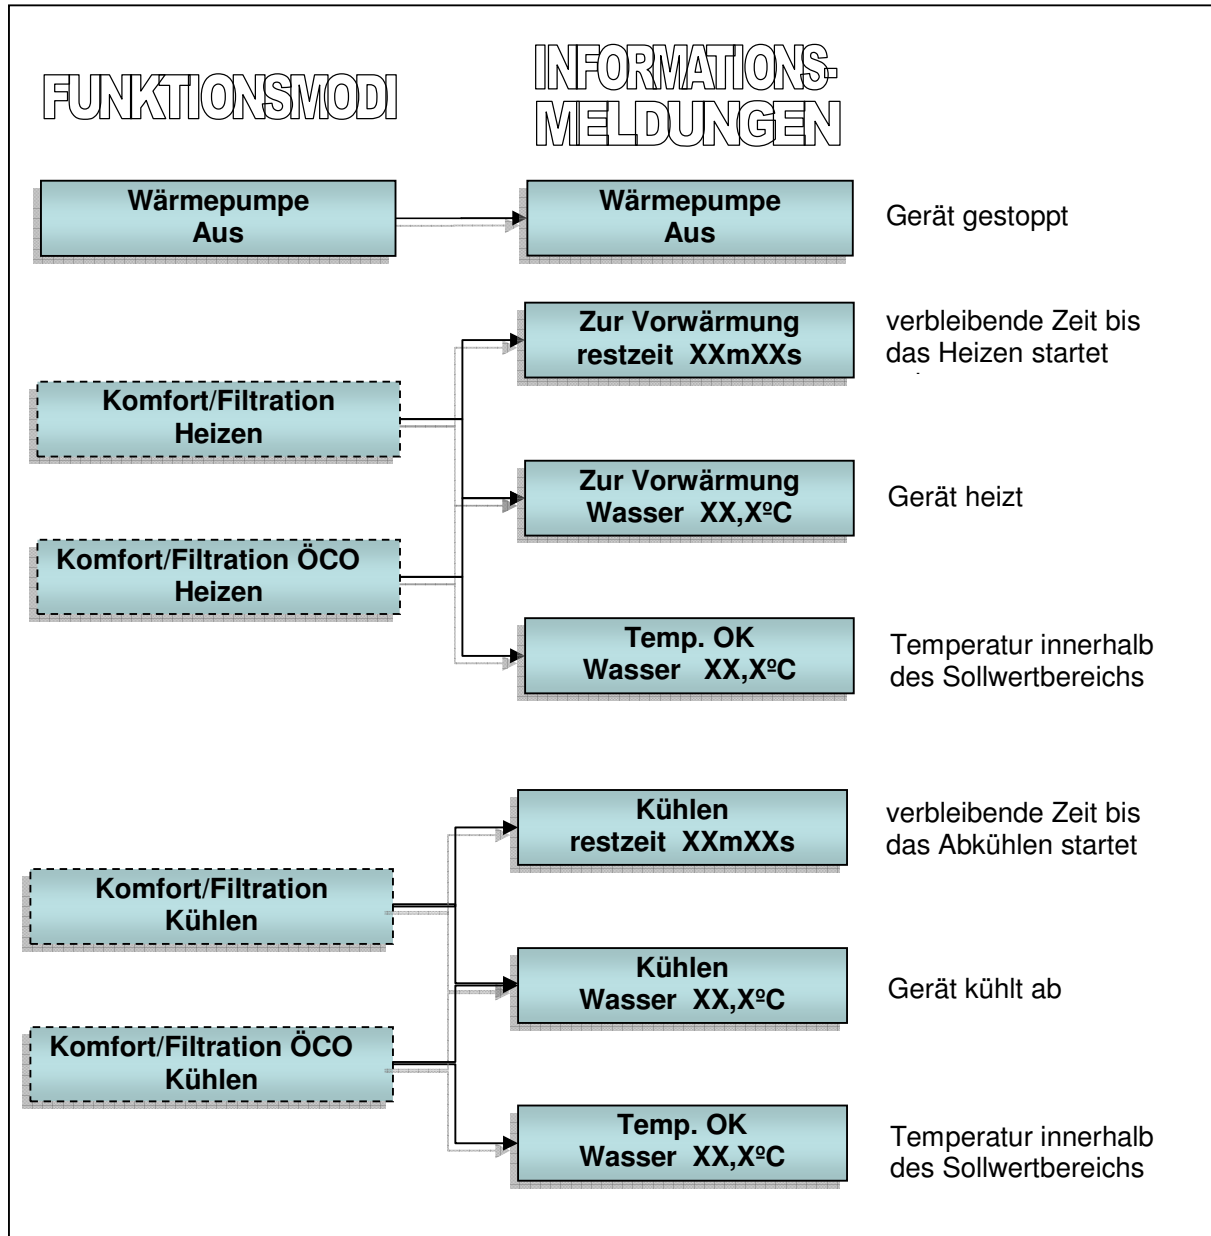 FUNKTIONSMODI
INFORMATIONS-
MELDUNGEN
Wärmepumpe
Aus
Wärmepumpe
Aus
Gerät gestoppt
Zur Vorwärmung
restzeit XXmXXs
verbleibende Zeit bis
das Heizen startet
Komfort/Filtration
Heizen
Zur Vorwärmung
Wasser XX,XºC
Gerät heizt
Komfort/Filtration ÖCO
Heizen
Temp. OK
Wasser XX,XºC
Temperatur innerhalb
des Sollwertbereichs
Kühlen
restzeit XXmXXs
verbleibende Zeit bis
das Abkühlen startet
Komfort/Filtration
Kühlen
Kühlen
Wasser XX,XºC
Gerät kühlt ab
Komfort/Filtration ÖCO
Kühlen
Temp. OK
Wasser XX,XºC
Temperatur innerhalb
des Sollwertbereichs